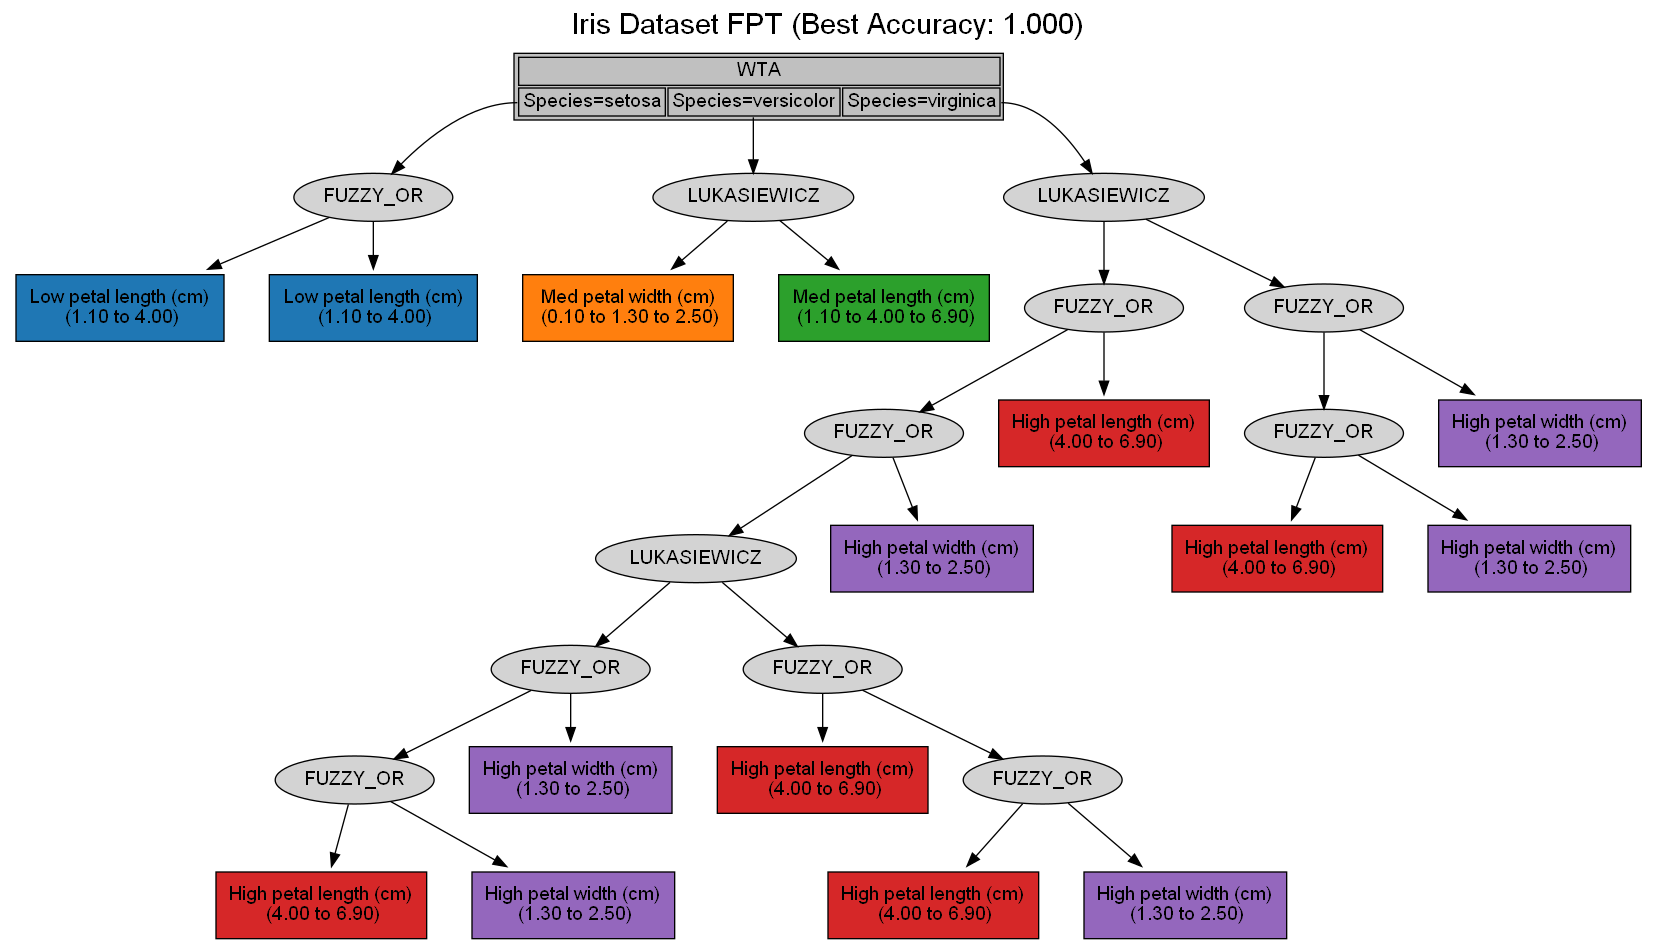 Iris Dataset FPT (Best Accuracy: 1.000)
WTA
Species=setosa
Species=versicolor
Species=virginica
FUZZY_OR
LUKASIEWICZ
LUKASIEWICZ
Low petal length (cm)
(1.10 to 4.00)
Low petal length (cm)
(1.10 to 4.00)
Med petal width (cm)
(0.10 to 1.30 to 2.50)
Med petal length (cm)
(1.10 to 4.00 to 6.90)
FUZZY_OR
FUZZY_OR
FUZZY_OR
High petal length (cm)
(4.00 to 6.90)
FUZZY_OR
High petal width (cm)
(1.30 to 2.50)
LUKASIEWICZ
High petal width (cm)
(1.30 to 2.50)
High petal length (cm)
(4.00 to 6.90)
High petal width (cm)
(1.30 to 2.50)
FUZZY_OR
FUZZY_OR
FUZZY_OR
High petal width (cm)
(1.30 to 2.50)
High petal length (cm)
(4.00 to 6.90)
FUZZY_OR
High petal length (cm)
(4.00 to 6.90)
High petal width (cm)
(1.30 to 2.50)
High petal length (cm)
(4.00 to 6.90)
High petal width (cm)
(1.30 to 2.50)